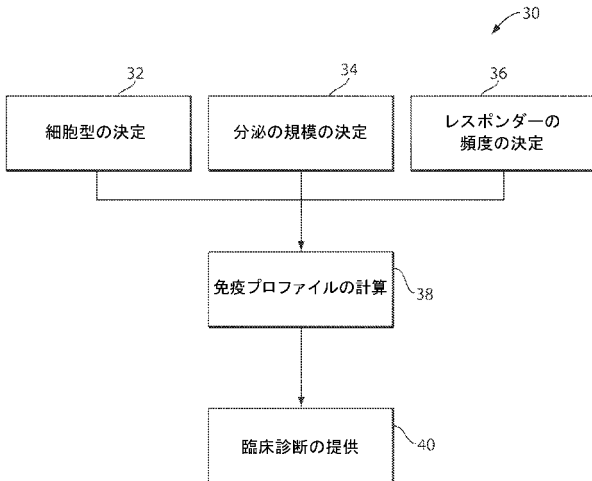 30
32
34
36
細胞型の決定
分泌の規模の決定
レスポンダーの
頻度の決定
免疫プロファイルの計算
38
臨床診断の提供
40